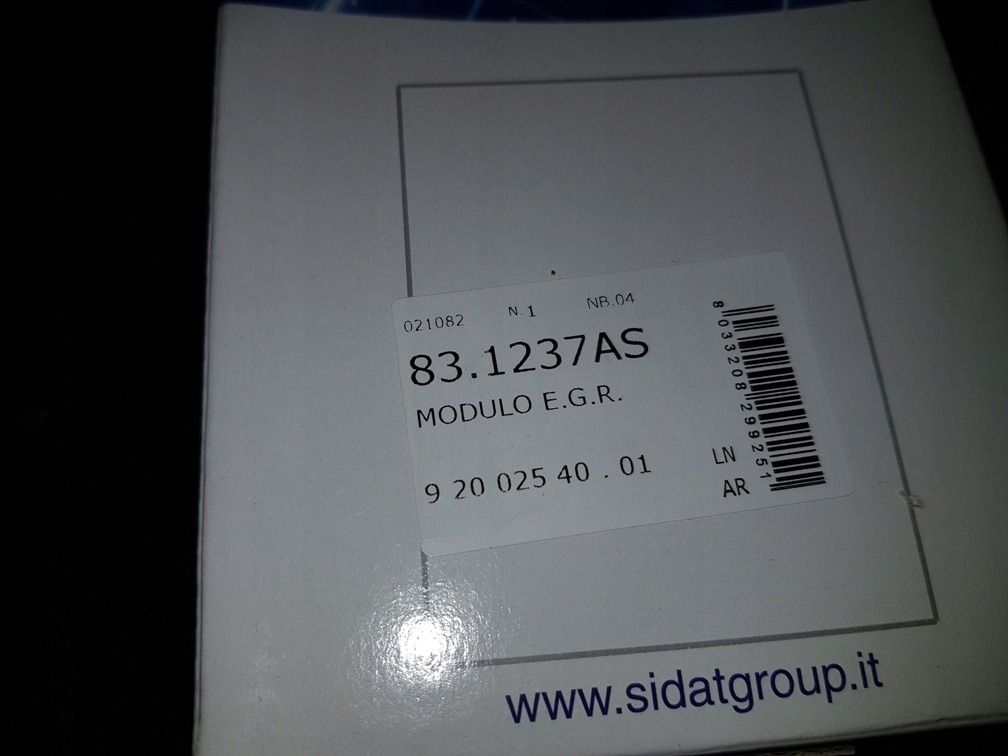 021082 N. 1 NB.04
83.1237AS
MODULO E.G.R.
9 20 025 40 . 01
LN
AR
8 033208 299251
www.sidatgroup.it